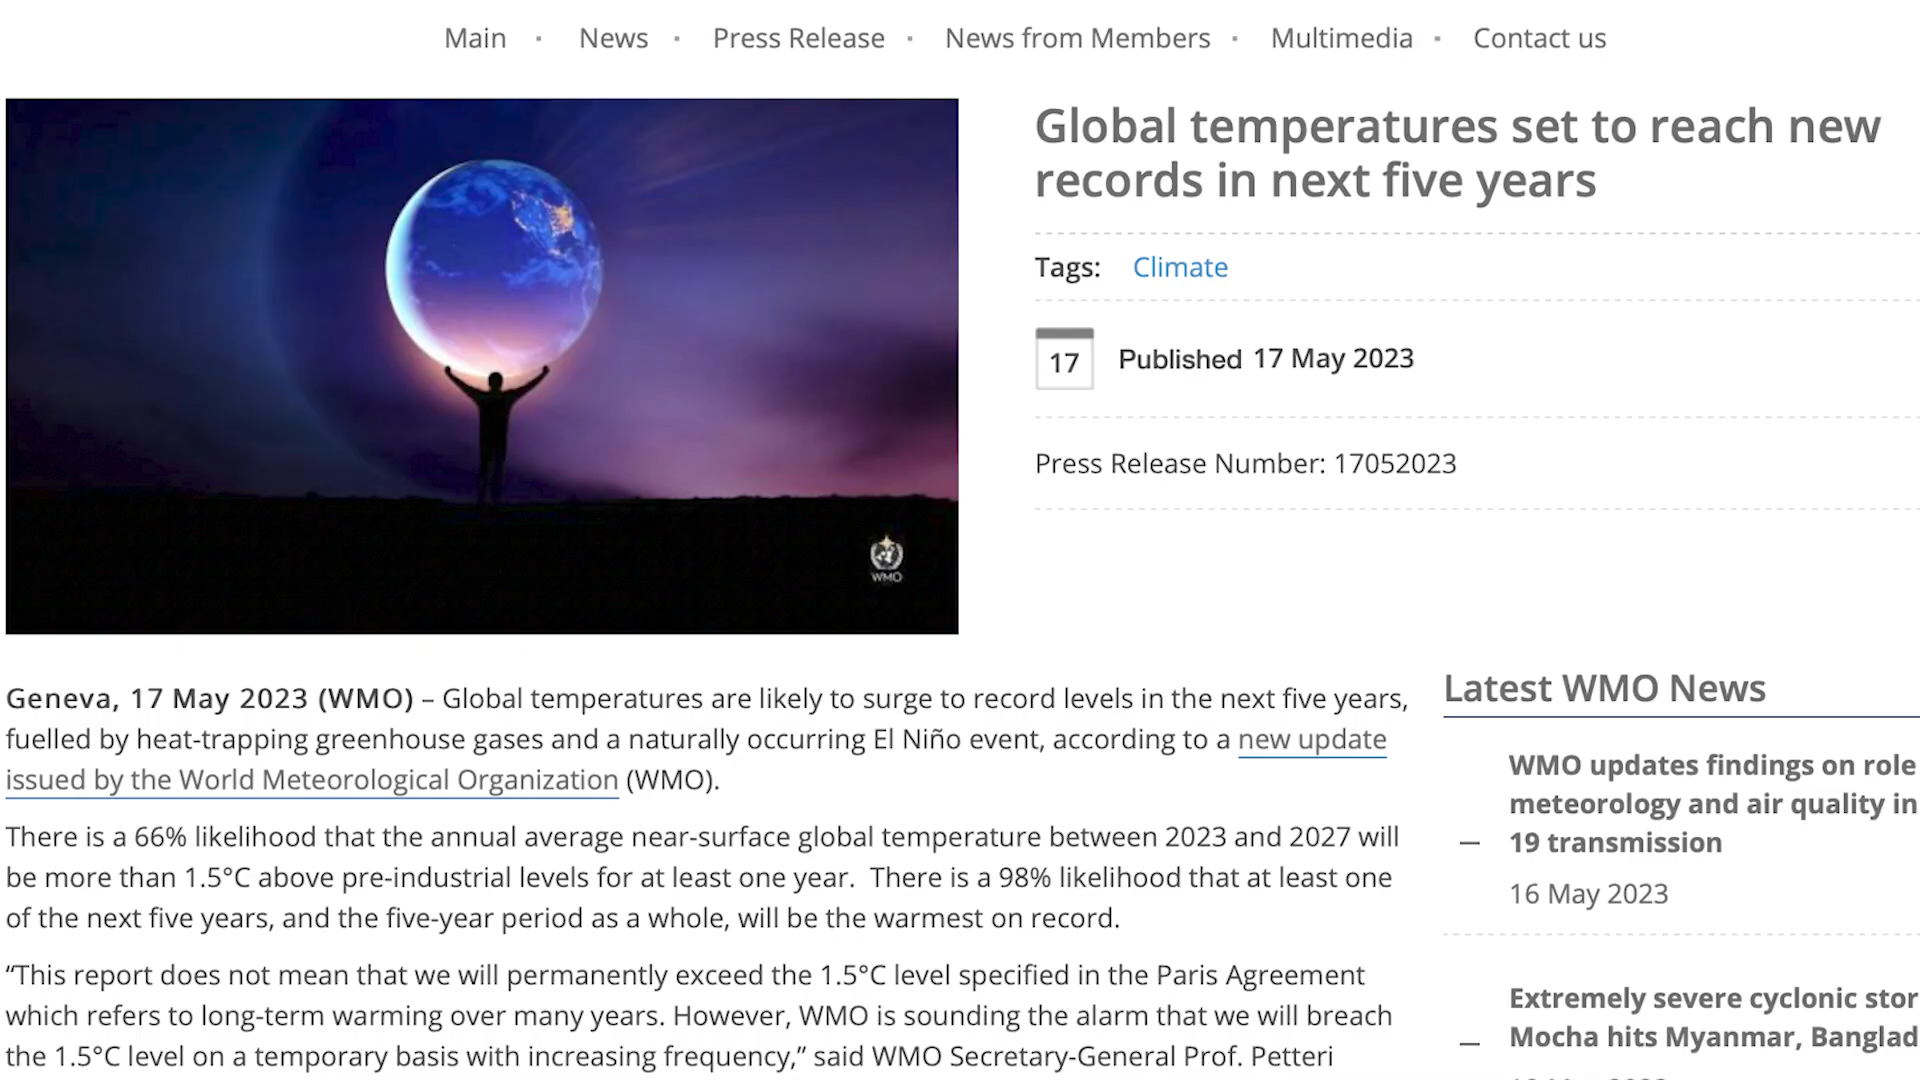 Main · News · Press Release · News from Members · Multimedia · Contact us
Global temperatures set to reach new
records in next five years
Tags: Climate
17 Published 17 May 2023
Press Release Number: 17052023
WMO
Geneva, 17 May 2023 (WMO) – Global temperatures are likely to surge to record levels in the next five years,
fuelled by heat-trapping greenhouse gases and a naturally occurring El Niño event, according to a new update
issued by the World Meteorological Organization (WMO).
There is a 66% likelihood that the annual average near-surface global temperature between 2023 and 2027 will
be more than 1.5°C above pre-industrial levels for at least one year.  There is a 98% likelihood that at least one
of the next five years, and the five-year period as a whole, will be the warmest on record.
“This report does not mean that we will permanently exceed the 1.5°C level specified in the Paris Agreement
which refers to long-term warming over many years. However, WMO is sounding the alarm that we will breach
the 1.5°C level on a temporary basis with increasing frequency,” said WMO Secretary-General Prof. Petteri
Latest WMO News
WMO updates findings on role
meteorology and air quality in
— 19 transmission
16 May 2023
Extremely severe cyclonic stor
— Mocha hits Myanmar, Banglad